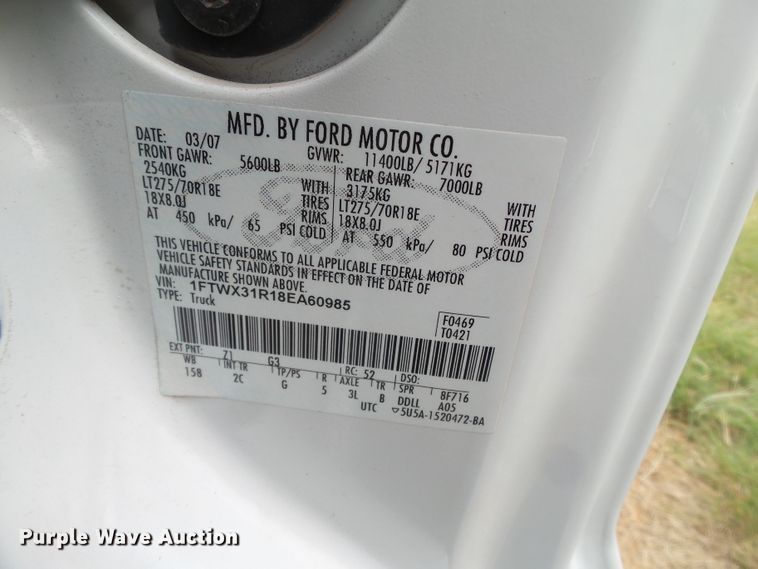 MFD. BY FORD MOTOR CO.
DATE: 03/07 GVWR: 11400LB/ 5171KG
FRONT GAWR: 5600LB REAR GAWR: 7000LB
2540KG WITH 3175KG WITH
LT275/70R18E TIRES LT275/70R18E TIRES
18X8.0J RIMS 18X8.0J RIMS
AT 450 kPa/ 65 PSI COLD AT 550 kPa/ 80 PSI COLD
THIS VEHICLE CONFORMS TO ALL APPLICABLE FEDERAL MOTOR
VEHICLE SAFETY STANDARDS IN EFFECT ON THE DATE OF
MANUFACTURE SHOWN ABOVE.
VIN: 1FTWX31R18EA60985
TYPE: Truck
F0469
T0421
EXT PNT: Z1 G3 RC: 52 DSO:
WB INT TR TP/PS R AXLE TR SPR 8F716
158 2C G 5 3L B DDLL A05
UTC ▽5U5A-1520472-BA
Ford
Purple Wave Auction